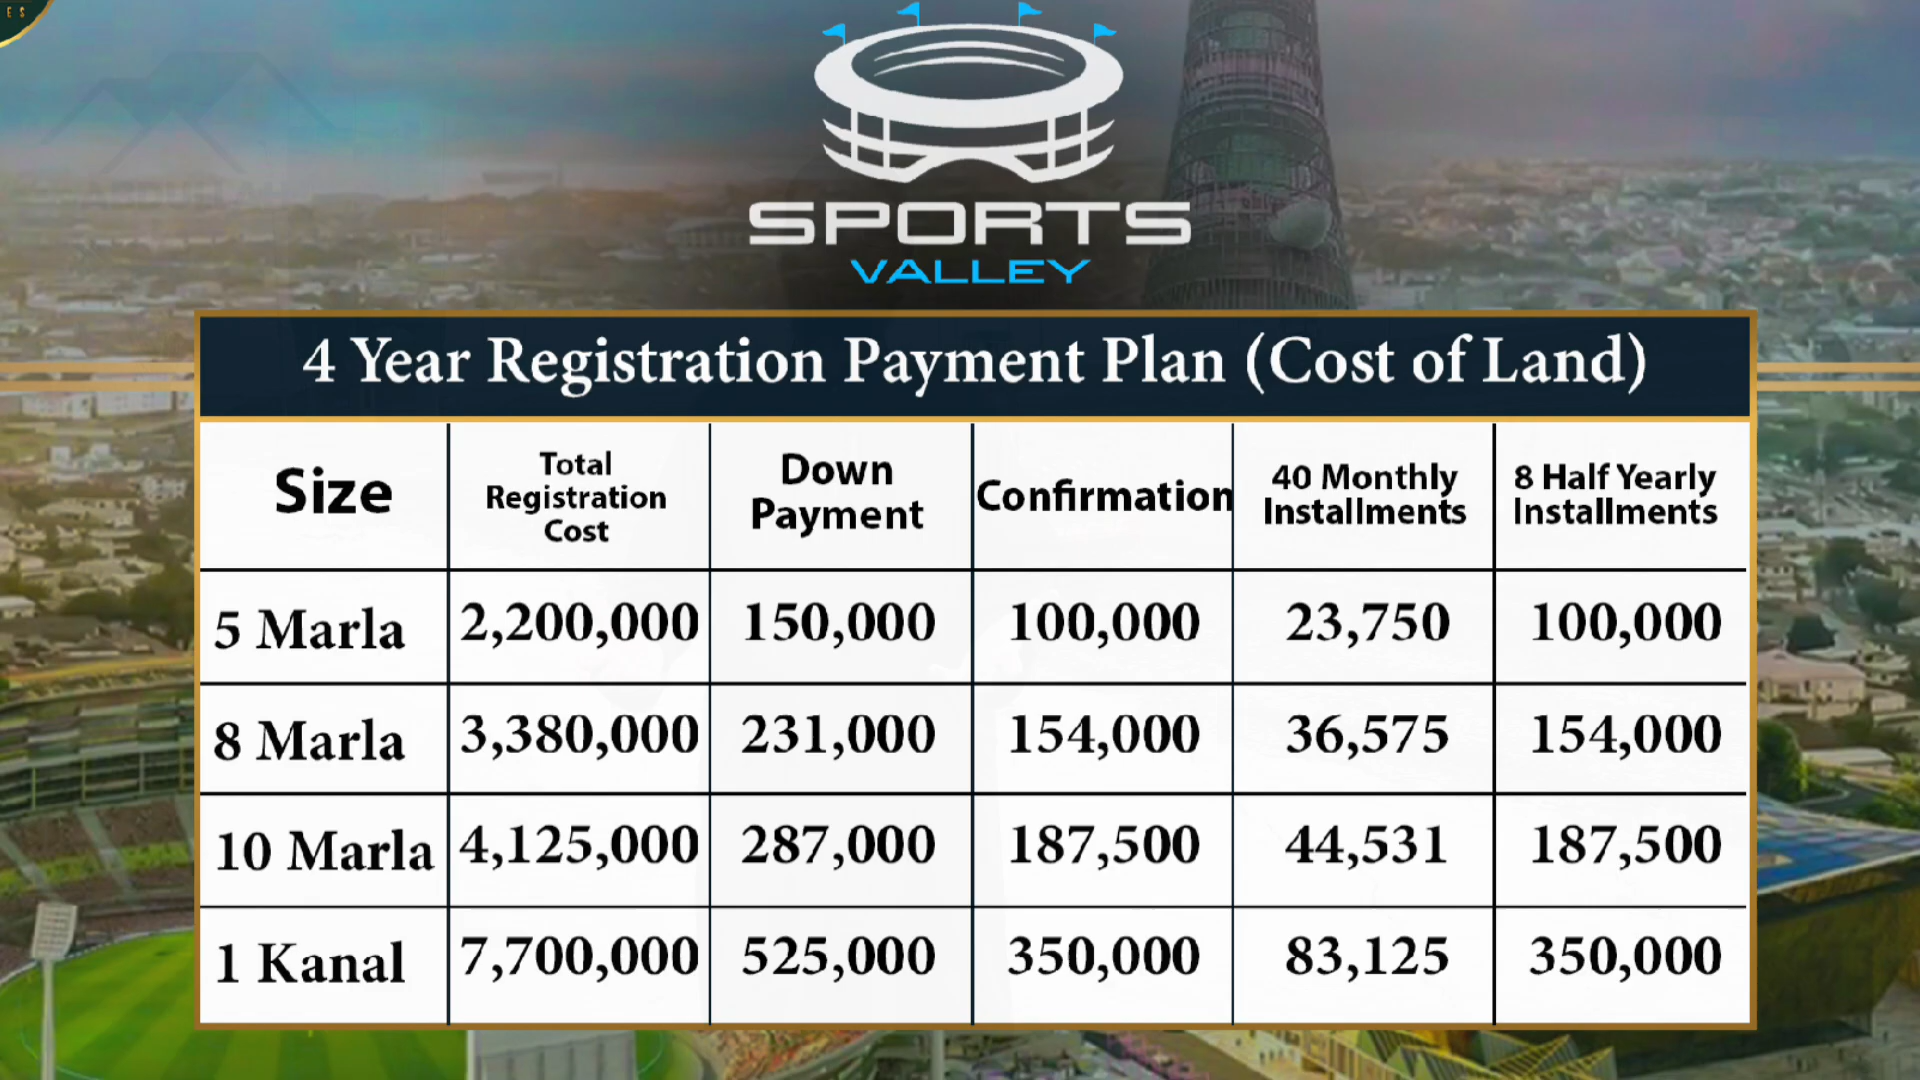 E S
SPORTS
VALLEY
4 Year Registration Payment Plan (Cost of Land)
Size
Total
Registration
Cost
Down
Payment
Confirmation
40 Monthly
Installments
8 Half Yearly
Installments
5 Marla 2,200,000 150,000 100,000 23,750 100,000
8 Marla 3,380,000 231,000 154,000 36,575 154,000
10 Marla 4,125,000 287,000 187,500 44,531 187,500
1 Kanal 7,700,000 525,000 350,000 83,125 350,000